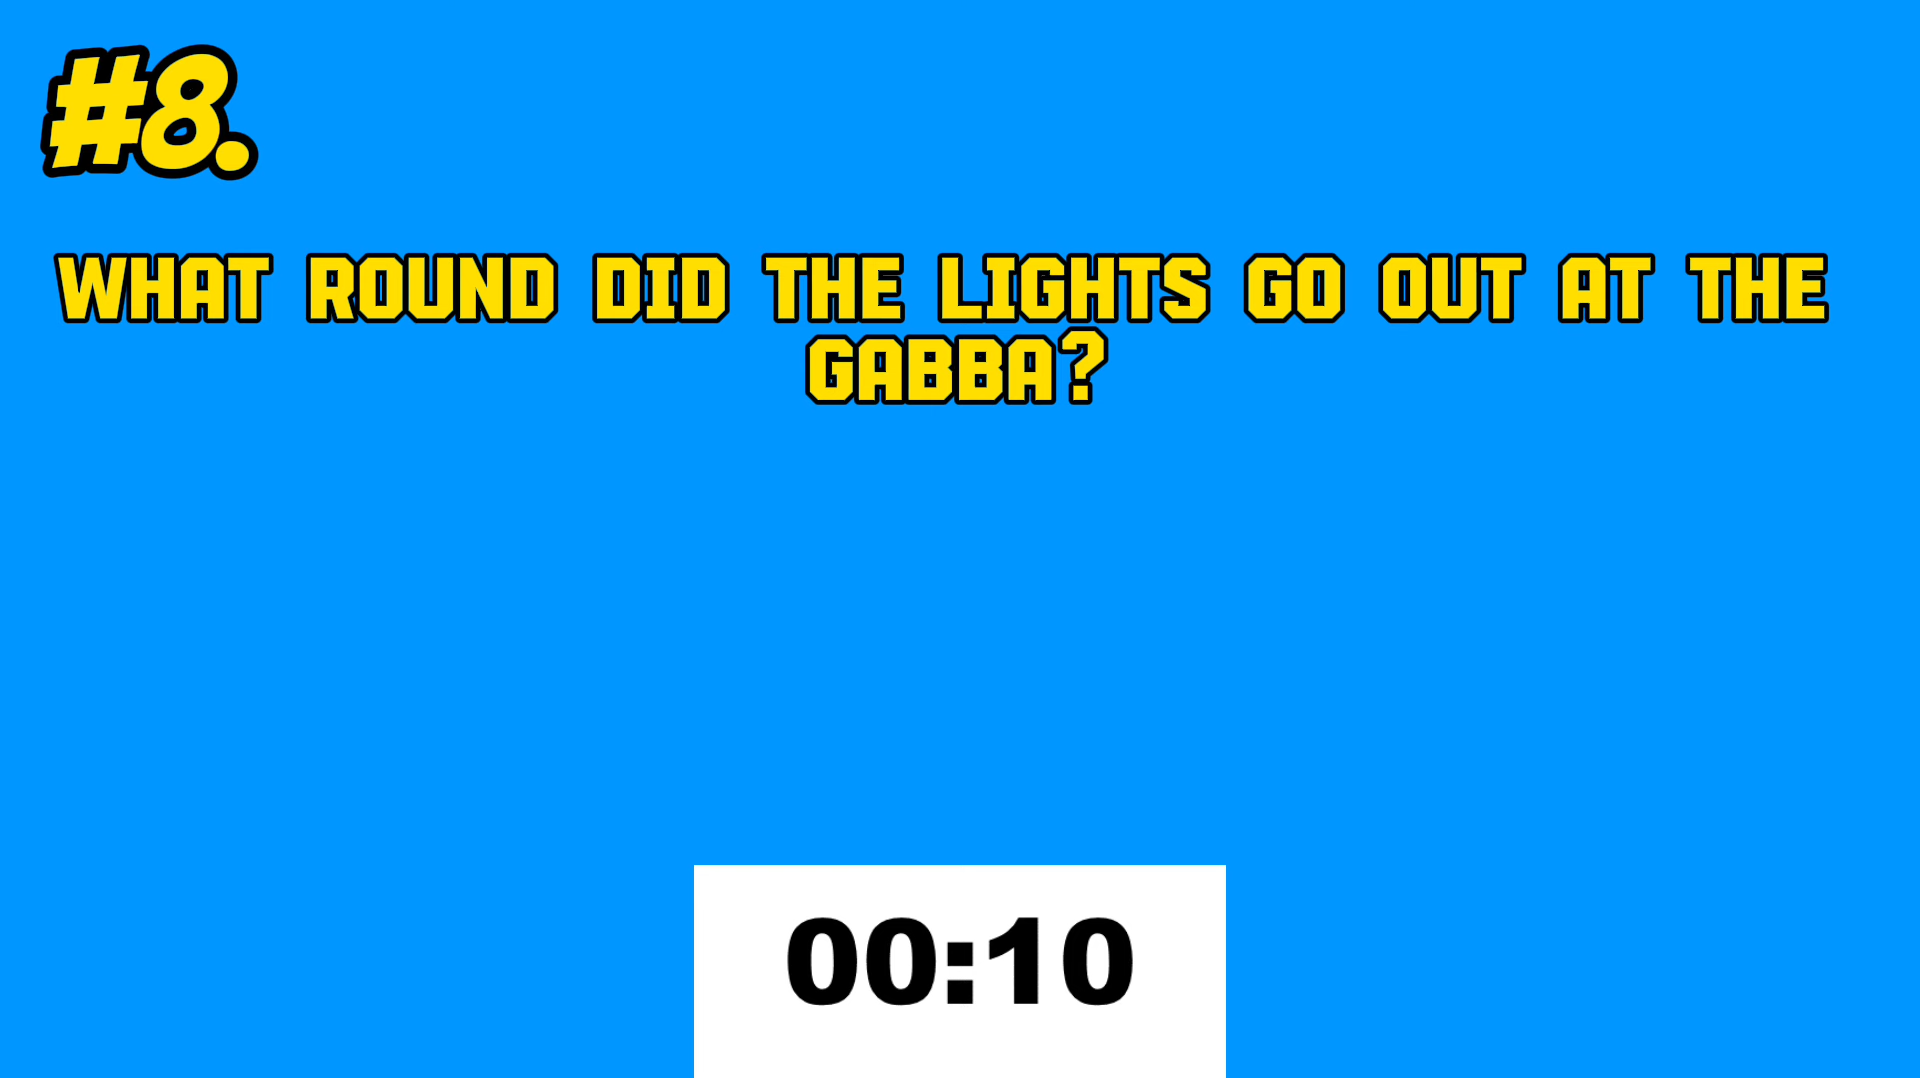 #8.
WHAT ROUND DID THE LIGHTS GO OUT AT THE
GABBA?
00:10